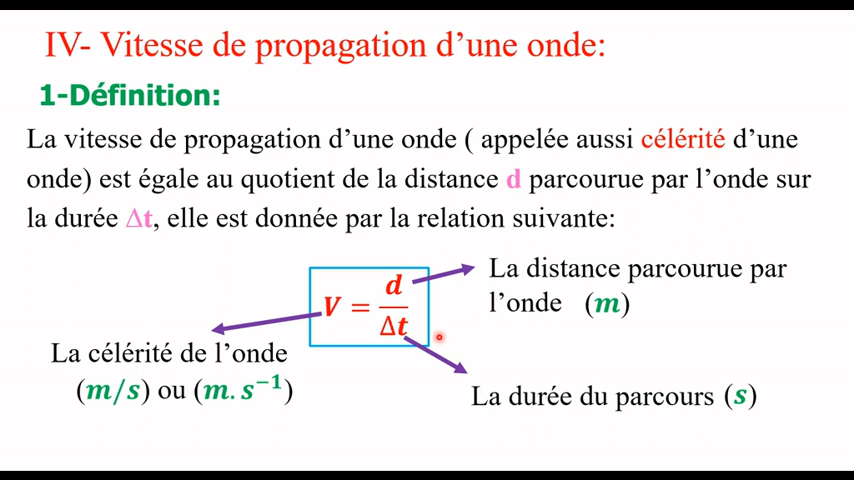 IV- Vitesse de propagation d’une onde:
1-Définition:
La vitesse de propagation d’une onde ( appelée aussi célérité d’une
onde) est égale au quotient de la distance d parcourue par l’onde sur
la durée Δt, elle est donnée par la relation suivante:
V = d/Δt
La distance parcourue par
l’onde (m)
La célérité de l’onde
(m/s) ou (m.s⁻¹)
La durée du parcours (s)